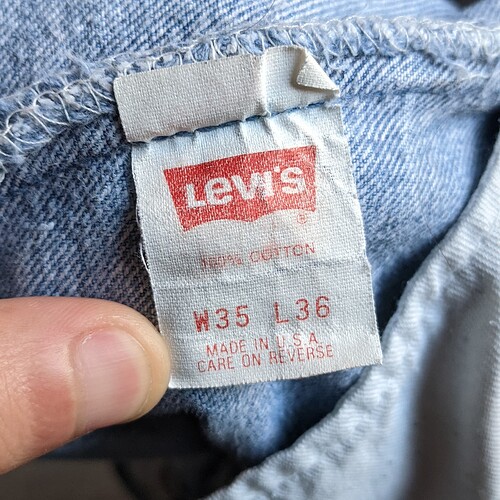 Levi's
®
100% COTTON
W35 L36
MADE IN U.S.A.
CARE ON REVERSE